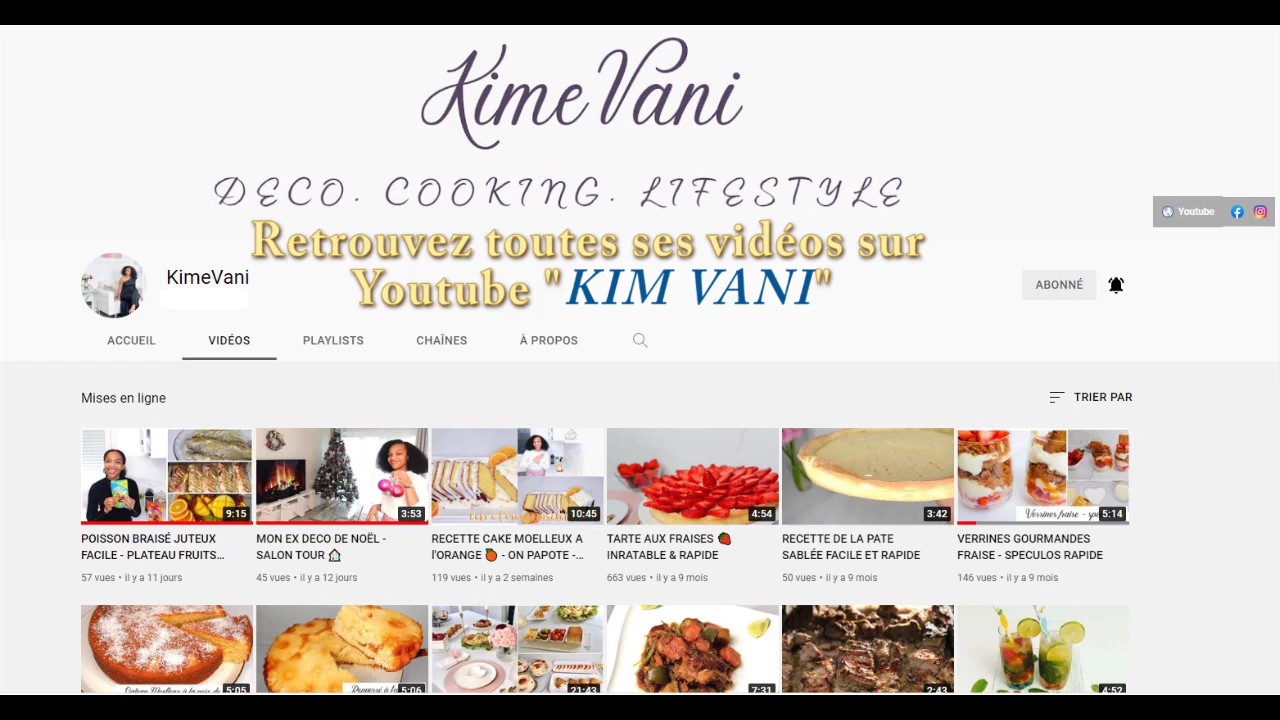 KimeVani
DECO. COOKING. LIFESTYLE
Retrouvez toutes ses vidéos sur
Youtube "KIM VANI"
Youtube
KimeVani
ABONNÉ
ACCUEIL VIDÉOS PLAYLISTS CHAÎNES À PROPOS
Mises en ligne
TRIER PAR
9:15
3:53
10:45
4:54
3:42
Verrines fraise - spe
5:14
POISSON BRAISÉ JUTEUX
FACILE - PLATEAU FRUITS...
57 vues • il y a 11 jours
MON EX DECO DE NOËL -
SALON TOUR 🏠
45 vues • il y a 12 jours
RECETTE CAKE MOELLEUX A
l'ORANGE 🍊 - ON PAPOTE -...
119 vues • il y a 2 semaines
TARTE AUX FRAISES 🍓
INRATABLE & RAPIDE
663 vues • il y a 9 mois
RECETTE DE LA PATE
SABLÉE FACILE ET RAPIDE
50 vues • il y a 9 mois
VERRINES GOURMANDES
FRAISE - SPECULOS RAPIDE
146 vues • il y a 9 mois
5:05
5:06
21:43
7:31
2:43
4:52